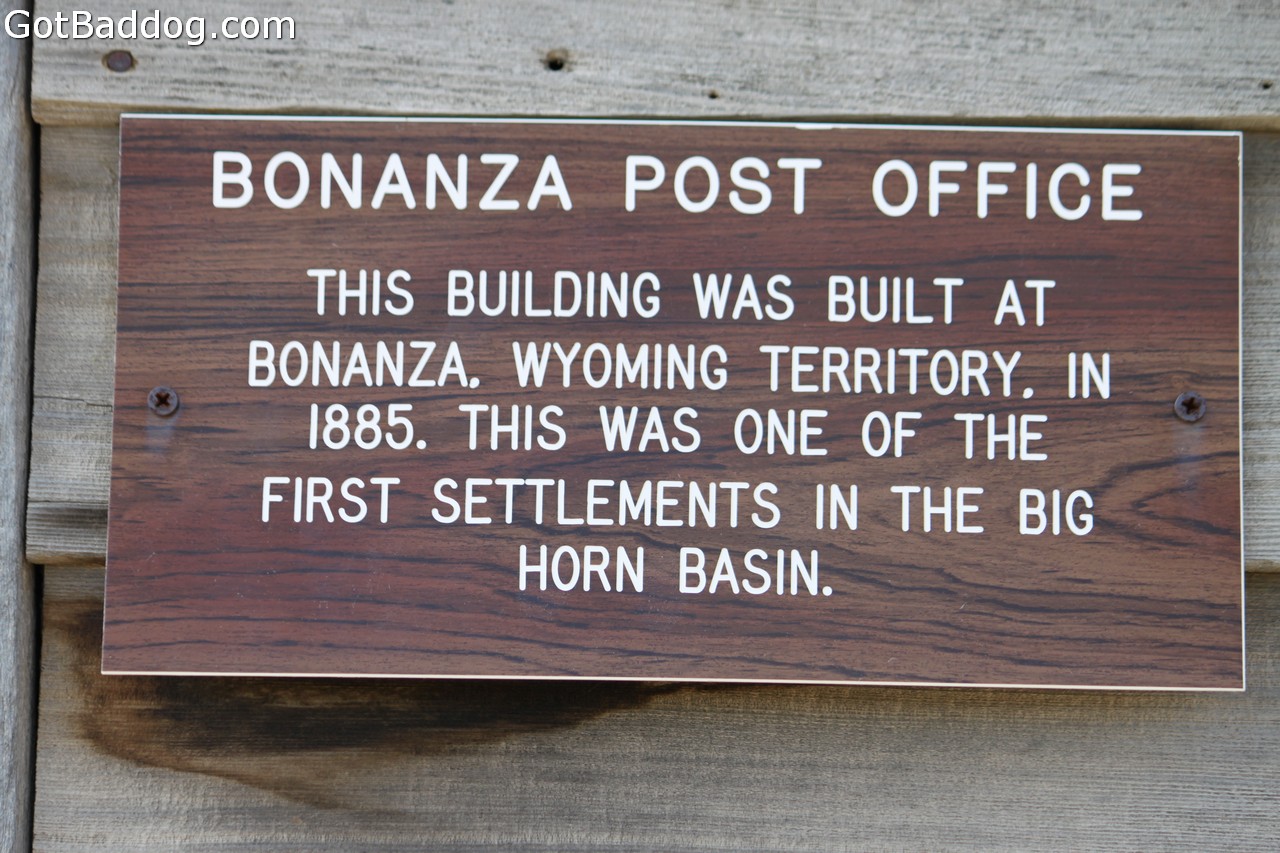 GotBaddog.com
BONANZA POST OFFICE
THIS BUILDING WAS BUILT AT
BONANZA, WYOMING TERRITORY, IN
1885. THIS WAS ONE OF THE
FIRST SETTLEMENTS IN THE BIG
HORN BASIN.